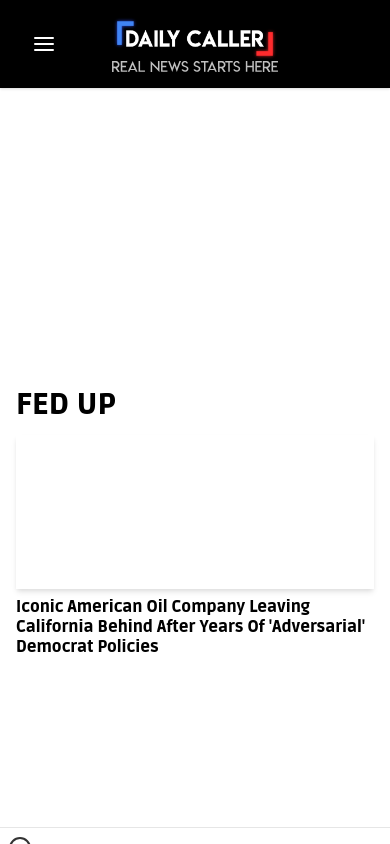 DAILY CALLER
REAL NEWS STARTS HERE
FED UP
Iconic American Oil Company Leaving
California Behind After Years Of 'Adversarial'
Democrat Policies